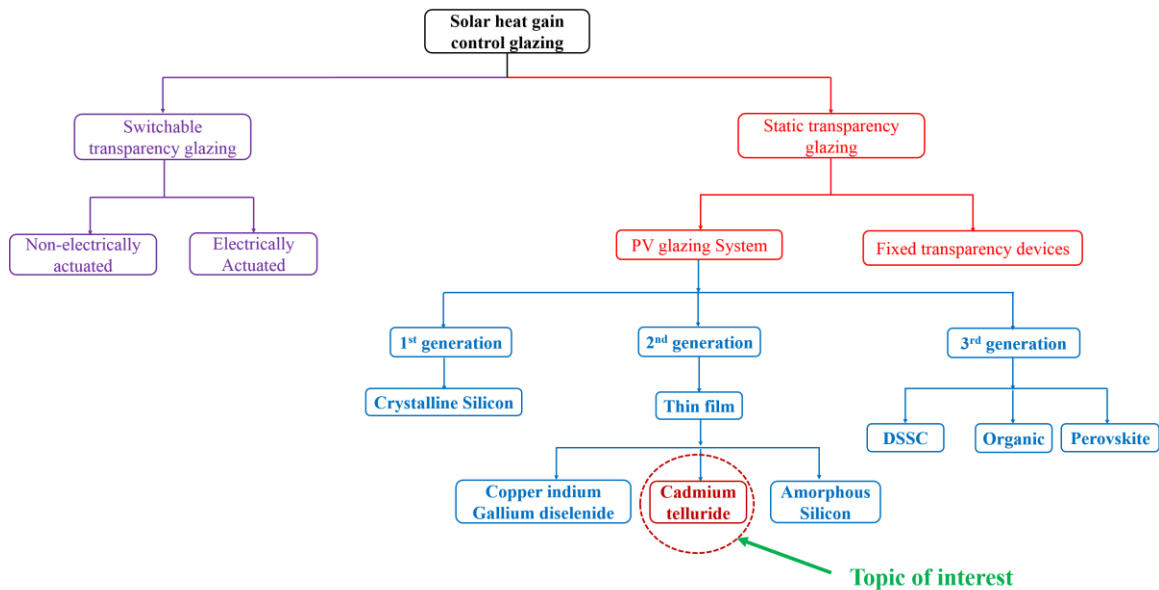 Solar heat gain
control glazing
Switchable
transparency glazing
Static transparency
glazing
Non-electrically
actuated
Electrically
Actuated
PV glazing System
Fixed transparency devices
1st generation
2nd generation
3rd generation
Crystalline Silicon
Thin film
DSSC
Organic
Perovskite
Copper indium
Gallium diselenide
Cadmium
telluride
Amorphous
Silicon
Topic of interest